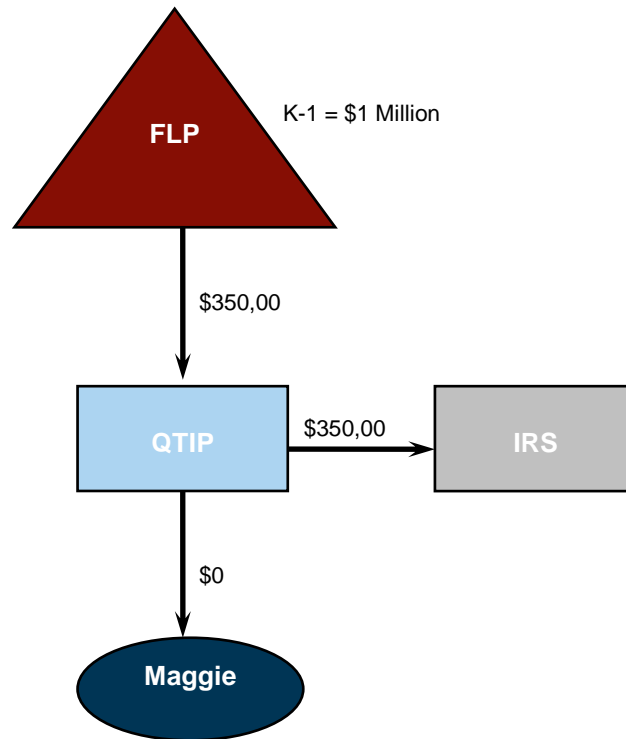 FLP
K-1 = $1 Million
$350,00
QTIP
$350,00
IRS
$0
Maggie